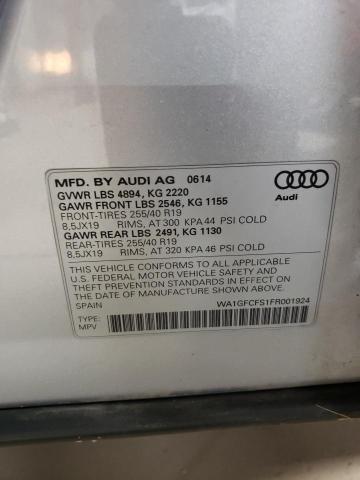 MFD. BY AUDI AG 0614
GVWR LBS 4894, KG 2220
GAWR FRONT LBS 2546, KG 1155
FRONT-TIRES 255/40 R19
8,5JX19 RIMS, AT 300 KPA 44 PSI COLD
GAWR REAR LBS 2491, KG 1130
REAR-TIRES 255/40 R19
8,5JX19 RIMS, AT 320 KPA 46 PSI COLD
Audi
THIS VEHICLE CONFORMS TO ALL APPLICABLE
U.S. FEDERAL MOTOR VEHICLE SAFETY AND
THEFT PREVENTION STANDARDS IN EFFECT ON
THE DATE OF MANUFACTURE SHOWN ABOVE.
SPAIN
WA1GFCFS1FR001924
TYPE:
MPV